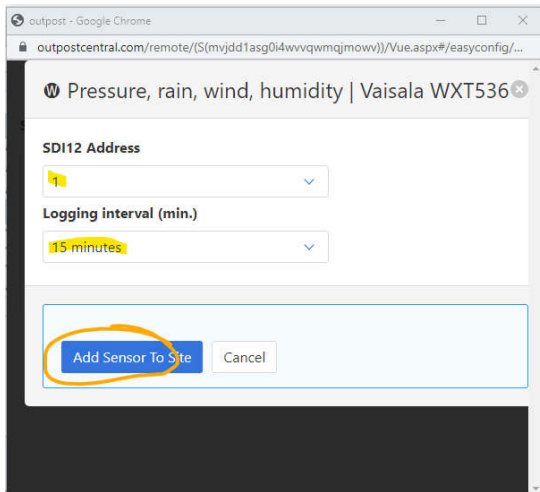 outpost - Google Chrome
outpostcentral.com/remote/(S(mvjdd1asg0i4wvvqwmqjmowv))/Vue.aspx#/easyconfig/...
W Pressure, rain, wind, humidity | Vaisala WXT536
SDI12 Address
1
Logging interval (min.)
15 minutes
Add Sensor To Site
Cancel